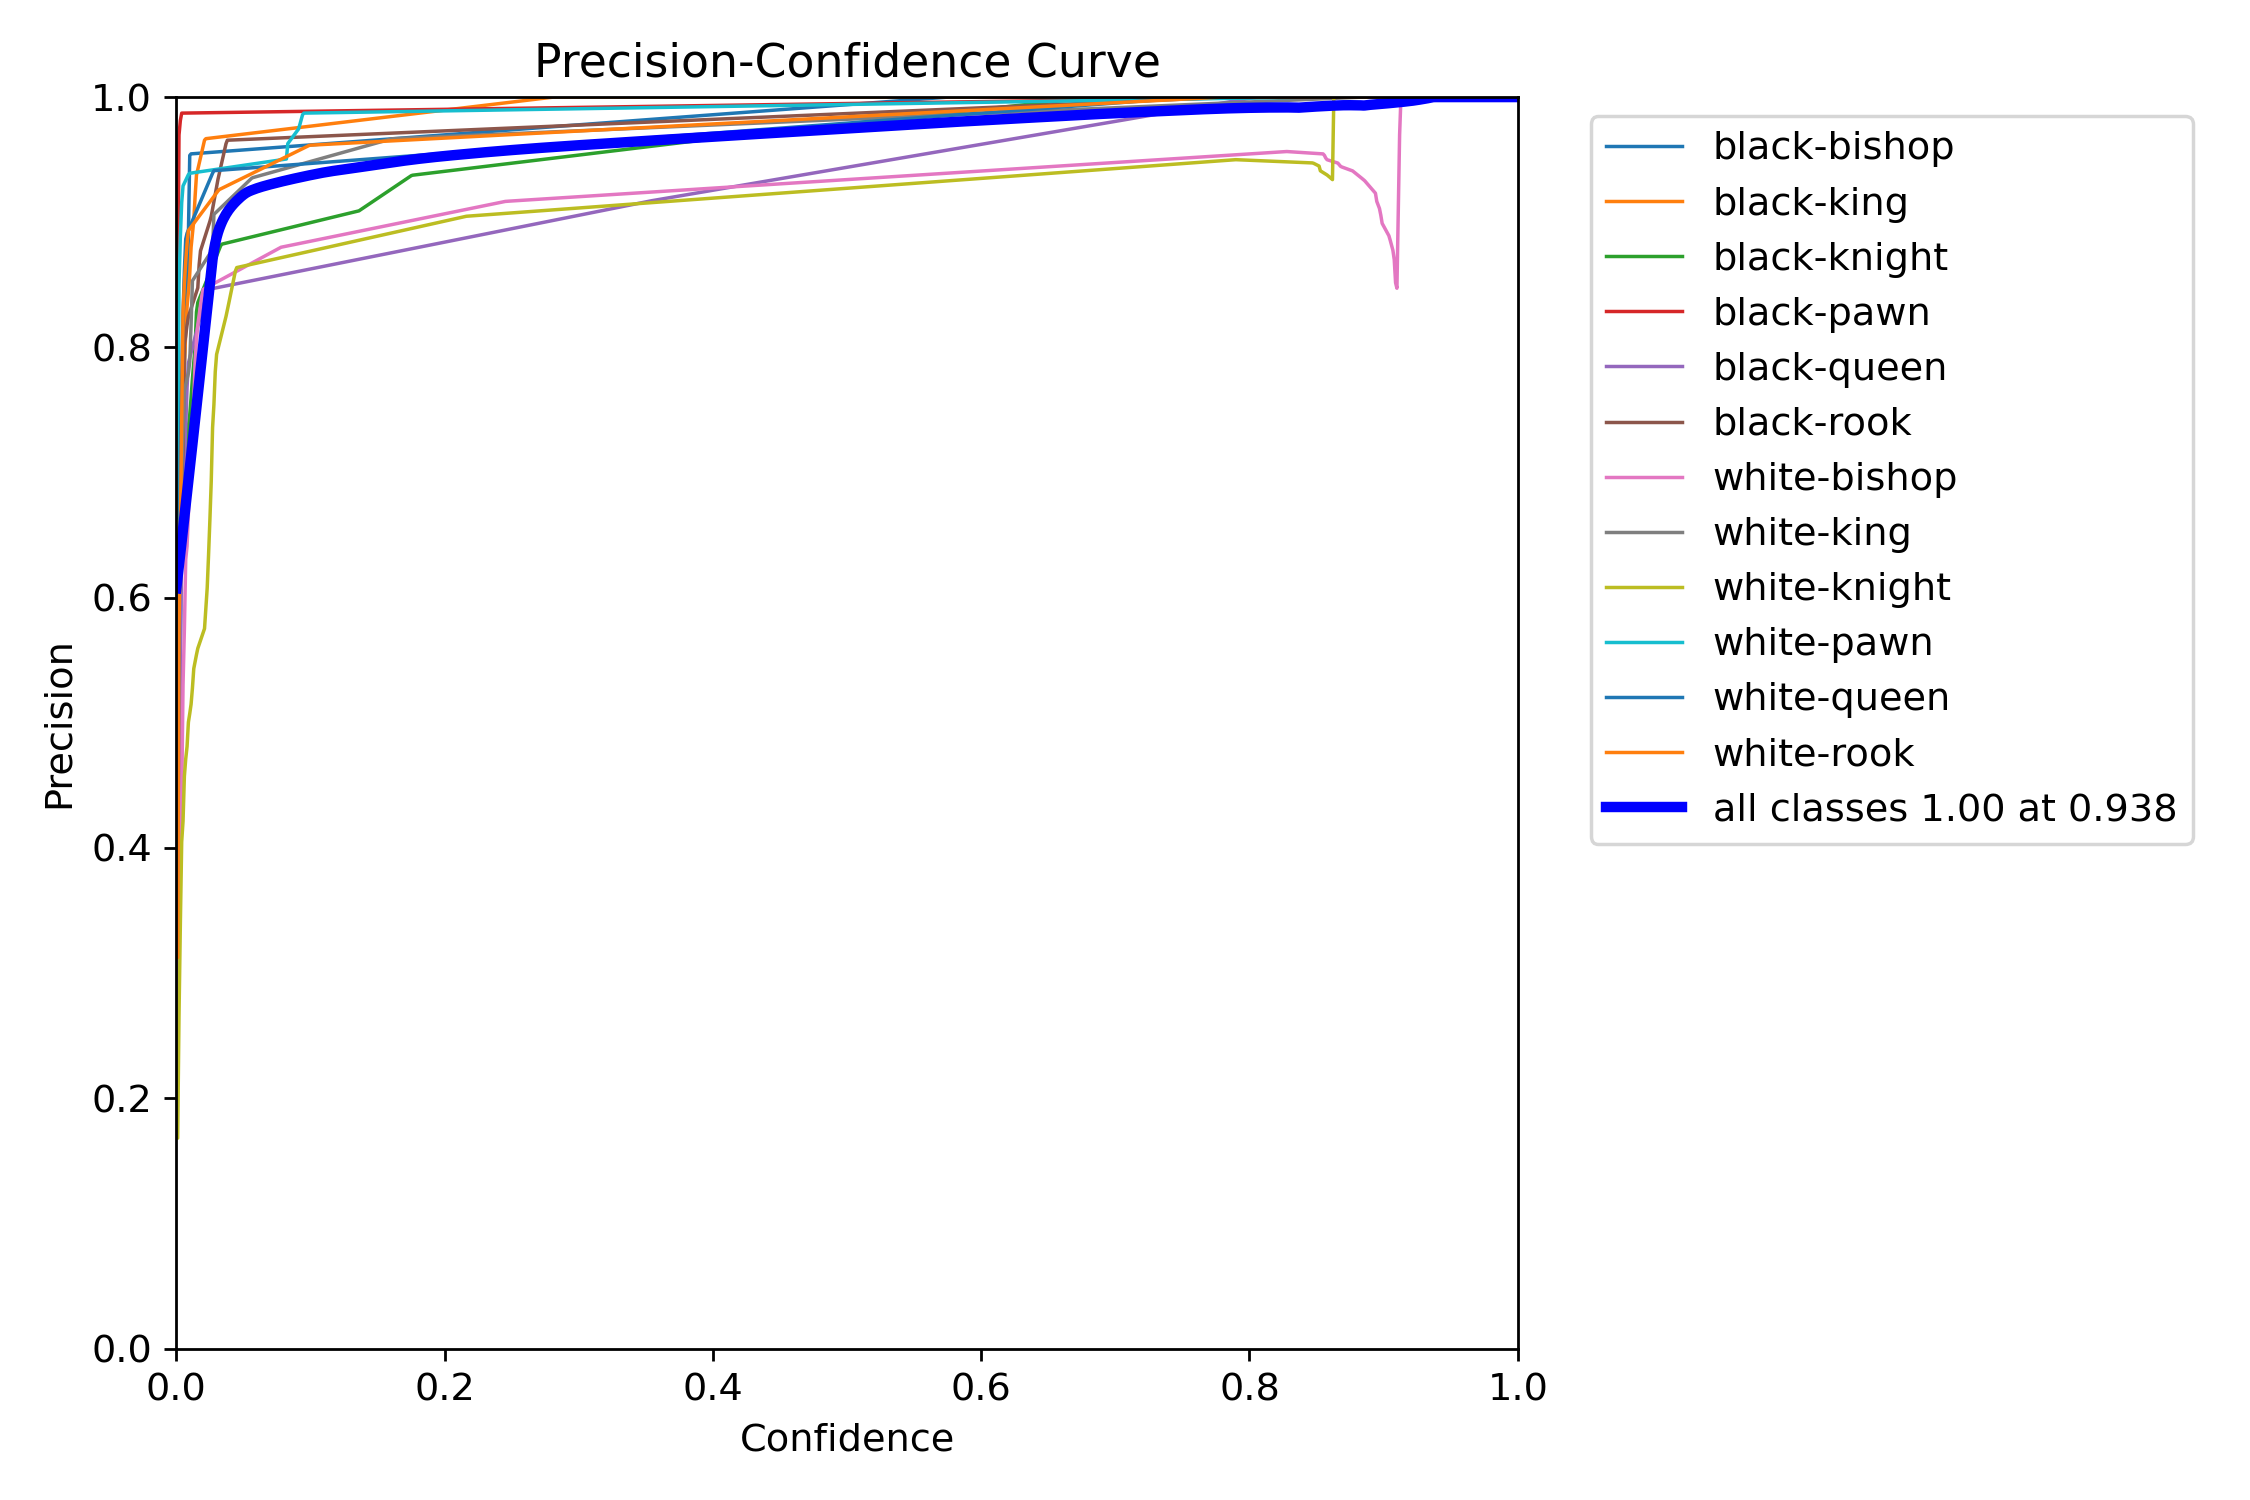 Precision-Confidence Curve
1.0
0.8
0.6
0.4
0.2
0.0
Precision
0.0 0.2 0.4 0.6 0.8 1.0
Confidence
black-bishop
black-king
black-knight
black-pawn
black-queen
black-rook
white-bishop
white-king
white-knight
white-pawn
white-queen
white-rook
all classes 1.00 at 0.938